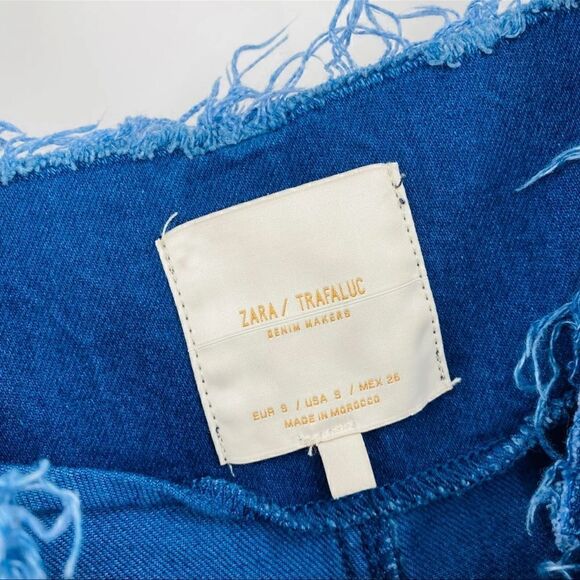 ZARA / TRAFALUC
DENIM MAKERS
EUR S / USA S / MEX 26
MADE IN MOROCCO